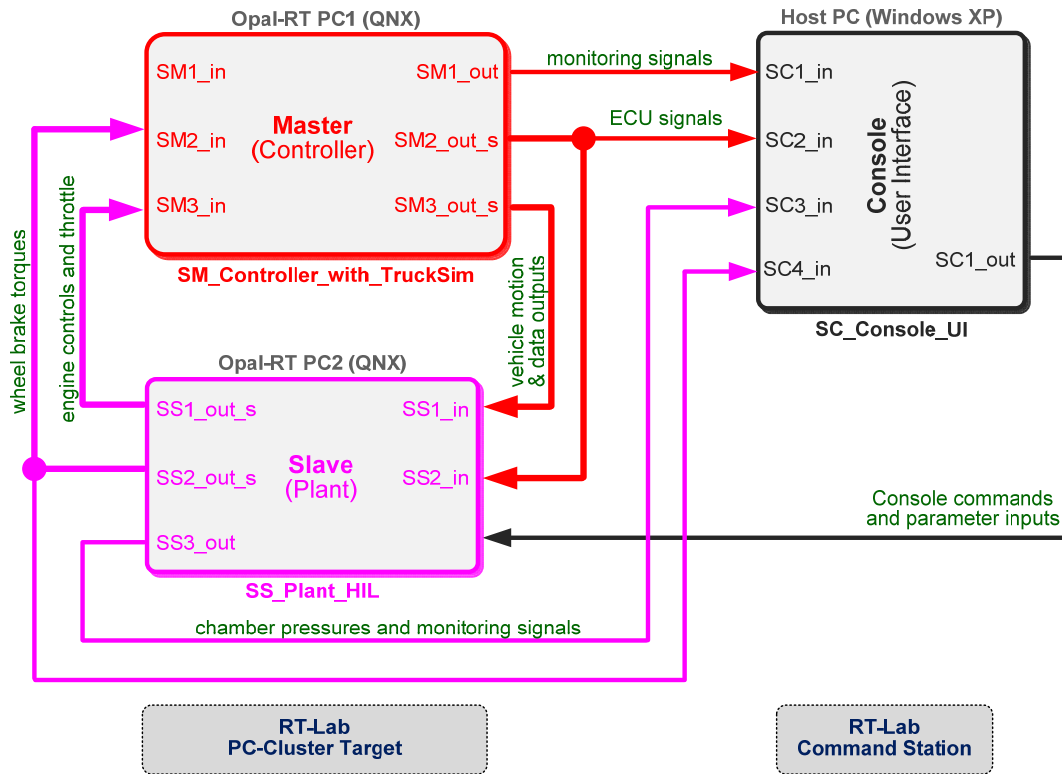 Opal-RT PC1 (QNX)
Host PC (Windows XP)
SM1_in
SM1_out
monitoring signals
SC1_in
Master
(Controller)
SM2_in
SM2_out_s
ECU signals
SC2_in
Console
(User Interface)
SM3_in
SM3_out_s
SC3_in
SC4_in
SC1_out
SM_Controller_with_TruckSim
SC_Console_UI
wheel brake torques
engine controls and throttle
vehicle motion
& data outputs
Opal-RT PC2 (QNX)
SS1_out_s
SS1_in
Slave
(Plant)
SS2_out_s
SS2_in
SS3_out
Console commands
and parameter inputs
SS_Plant_HIL
chamber pressures and monitoring signals
RT-Lab
PC-Cluster Target
RT-Lab
Command Station